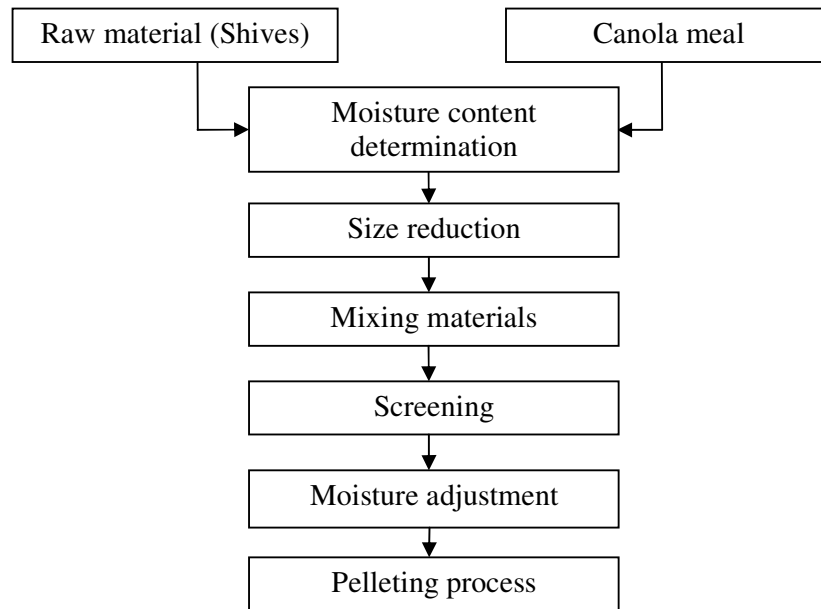 Raw material (Shives)
Canola meal
Moisture content
determination
Size reduction
Mixing materials
Screening
Moisture adjustment
Pelleting process